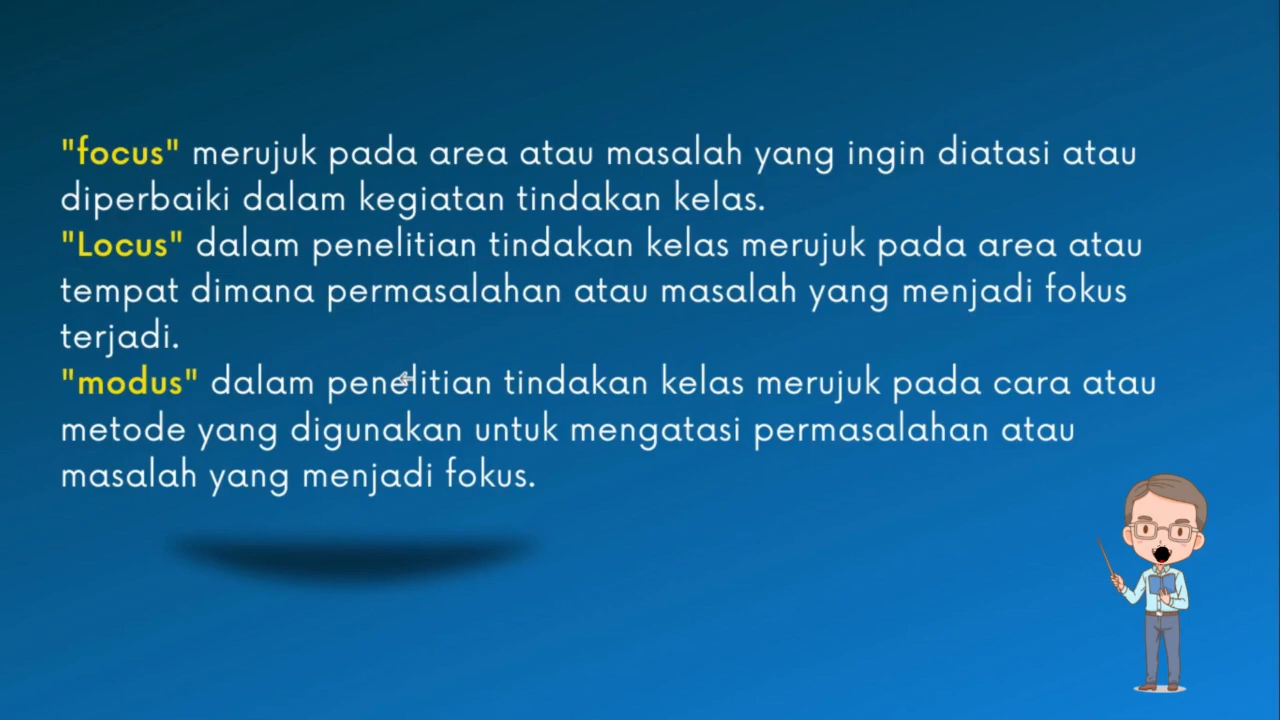 "focus" merujuk pada area atau masalah yang ingin diatasi atau
diperbaiki dalam kegiatan tindakan kelas.
"Locus" dalam penelitian tindakan kelas merujuk pada area atau
tempat dimana permasalahan atau masalah yang menjadi fokus
terjadi.
"modus" dalam penelitian tindakan kelas merujuk pada cara atau
metode yang digunakan untuk mengatasi permasalahan atau
masalah yang menjadi fokus.